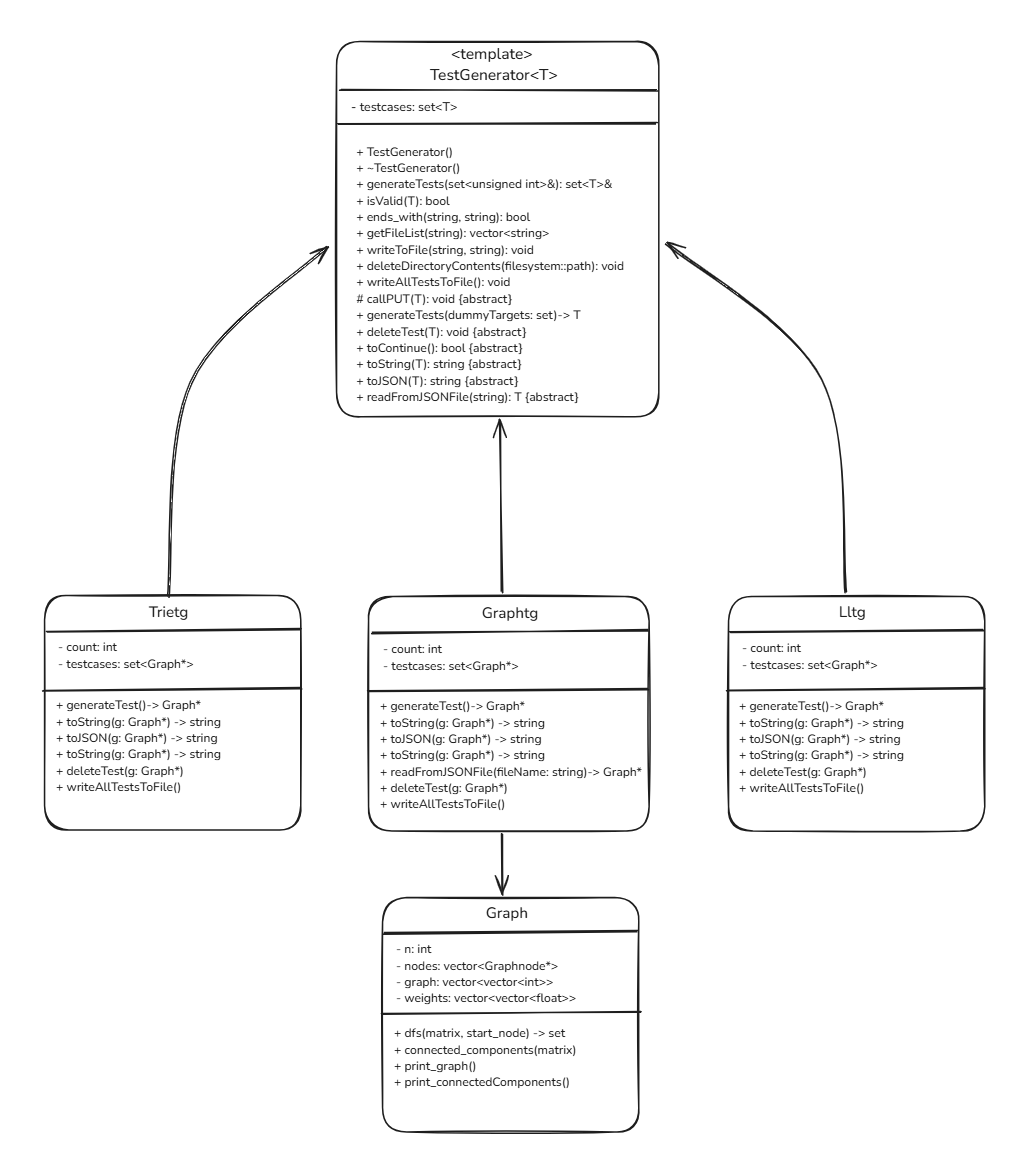 <template>
TestGenerator<T>
- testcases: set<T>
+ TestGenerator()
+ ~TestGenerator()
+ generateTests(set<unsigned int>&): set<T>&
+ isValid(T): bool
+ ends_with(string, string): bool
+ getFileList(string): vector<string>
+ writeToFile(string, string): void
+ deleteDirectoryContents(filesystem::path): void
+ writeAllTestsToFile(): void
# callPUT(T): void {abstract}
+ generateTests(dummyTargets: set)-> T
+ deleteTest(T): void {abstract}
+ toContinue(): bool {abstract}
+ toString(T): string {abstract}
+ toJSON(T): string {abstract}
+ readFromJSONFile(string): T {abstract}
Trietg
- count: int
- testcases: set<Graph*>
+ generateTest()-> Graph*
+ toString(g: Graph*) -> string
+ toJSON(g: Graph*) -> string
+ toString(g: Graph*) -> string
+ deleteTest(g: Graph*)
+ writeAllTestsToFile()
Graphtg
- count: int
- testcases: set<Graph*>
+ generateTest()-> Graph*
+ toString(g: Graph*) -> string
+ toJSON(g: Graph*) -> string
+ toString(g: Graph*) -> string
+ readFromJSONFile(fileName: string)-> Graph*
+ deleteTest(g: Graph*)
+ writeAllTestsToFile()
Lltg
- count: int
- testcases: set<Graph*>
+ generateTest()-> Graph*
+ toString(g: Graph*) -> string
+ toJSON(g: Graph*) -> string
+ toString(g: Graph*) -> string
+ deleteTest(g: Graph*)
+ writeAllTestsToFile()
Graph
- n: int
- nodes: vector<Graphnode*>
- graph: vector<vector<int>>
- weights: vector<vector<float>>
+ dfs(matrix, start_node) -> set
+ connected_components(matrix)
+ print_graph()
+ print_connectedComponents()